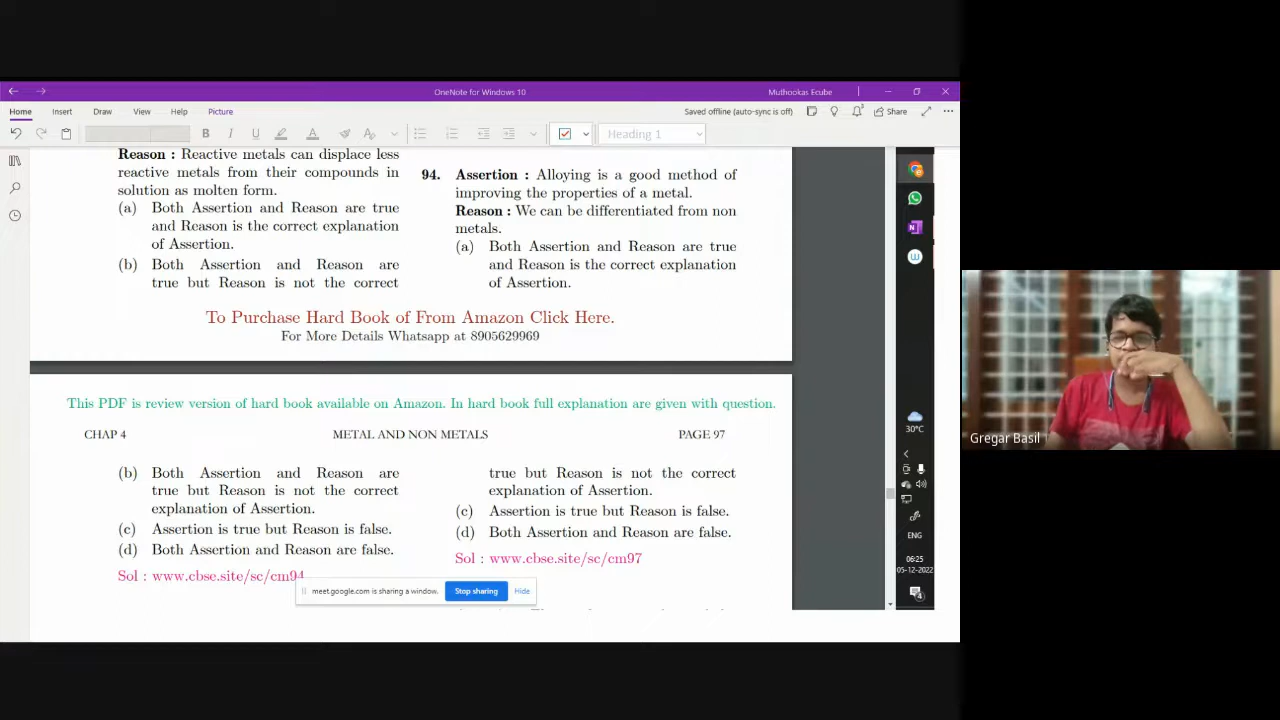 OneNote for Windows 10
Muthookas Ecube
Home
Insert
Draw
View
Help
Picture
Saved offline (auto-sync is off)
Share
B
I
U
A
Heading 1
Reason : Reactive metals can displace less
reactive metals from their compounds in
solution as molten form.
(a) Both Assertion and Reason are true
and Reason is the correct explanation
of Assertion.
(b) Both Assertion and Reason are
true but Reason is not the correct
94. Assertion : Alloying is a good method of
improving the properties of a metal.
Reason : We can be differentiated from non
metals.
(a) Both Assertion and Reason are true
and Reason is the correct explanation
of Assertion.
To Purchase Hard Book of From Amazon Click Here.
For More Details Whatsapp at 8905629969
This PDF is review version of hard book available on Amazon. In hard book full explanation are given with question.
CHAP 4
METAL AND NON METALS
PAGE 97
(b) Both Assertion and Reason are
true but Reason is not the correct
explanation of Assertion.
(c) Assertion is true but Reason is false.
(d) Both Assertion and Reason are false.
Sol : www.cbse.site/sc/cm94
true but Reason is not the correct
explanation of Assertion.
(c) Assertion is true but Reason is false.
(d) Both Assertion and Reason are false.
Sol : www.cbse.site/sc/cm97
meet.google.com is sharing a window.
Stop sharing
Hide
30°C
ENG
06:25
05-12-2022
4
Gregar Basil